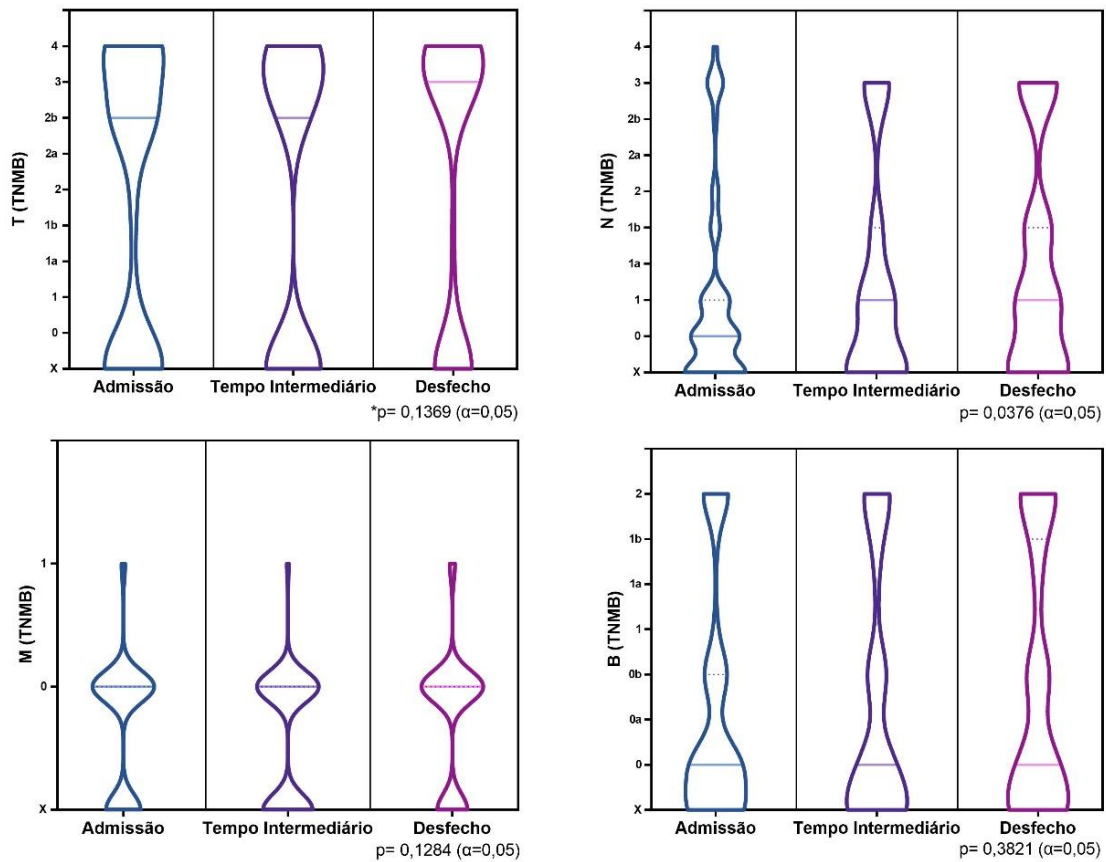 T (TNMB)
4
3
2b
2a
2
1b
1a
1
0
X
Admissão
Tempo Intermediário
Desfecho
*p= 0,1369 (α=0,05)
N (TNMB)
4
3
2b
2a
2
1b
1a
1
0
X
Admissão
Tempo Intermediário
Desfecho
p= 0,0376 (α=0,05)
M (TNMB)
1
0
X
Admissão
Tempo Intermediário
Desfecho
p= 0,1284 (α=0,05)
B (TNMB)
2
1b
1a
1
0b
0a
0
X
Admissão
Tempo Intermediário
Desfecho
p= 0,3821 (α=0,05)